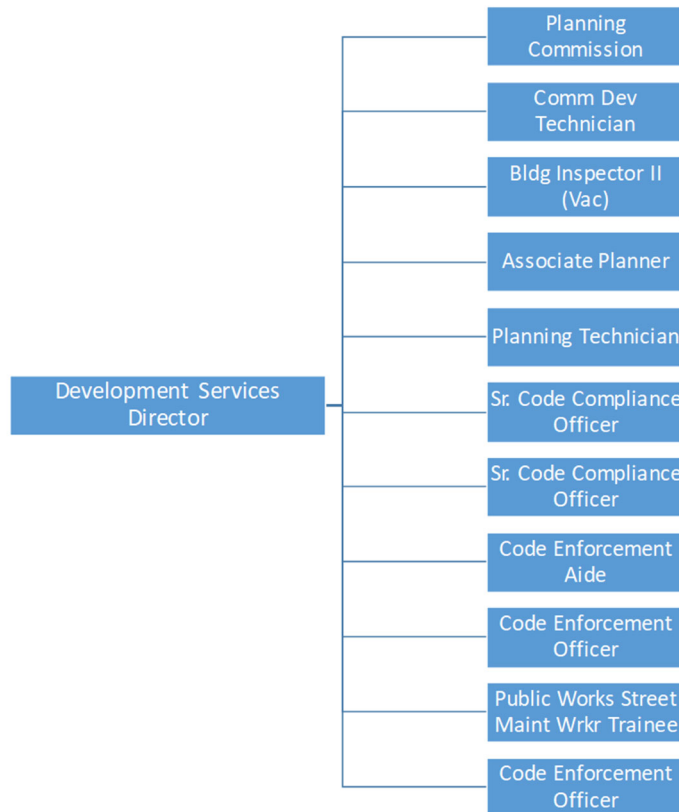 Planning
Commission
Comm Dev
Technician
Bldg Inspector II
(Vac)
Associate Planner
Planning Technician
Development Services
Director
Sr. Code Compliance
Officer
Sr. Code Compliance
Officer
Code Enforcement
Aide
Code Enforcement
Officer
Public Works Street
Maint Wrkr Trainee
Code Enforcement
Officer